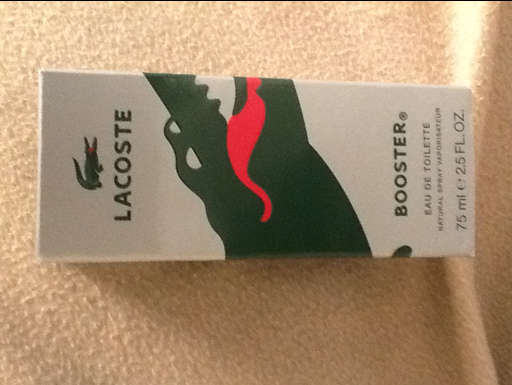 LACOSTE
BOOSTER®
EAU DE TOILETTE
NATURAL SPRAY VAPORISATEUR
75 ml ℮ 2.5 FL. OZ.